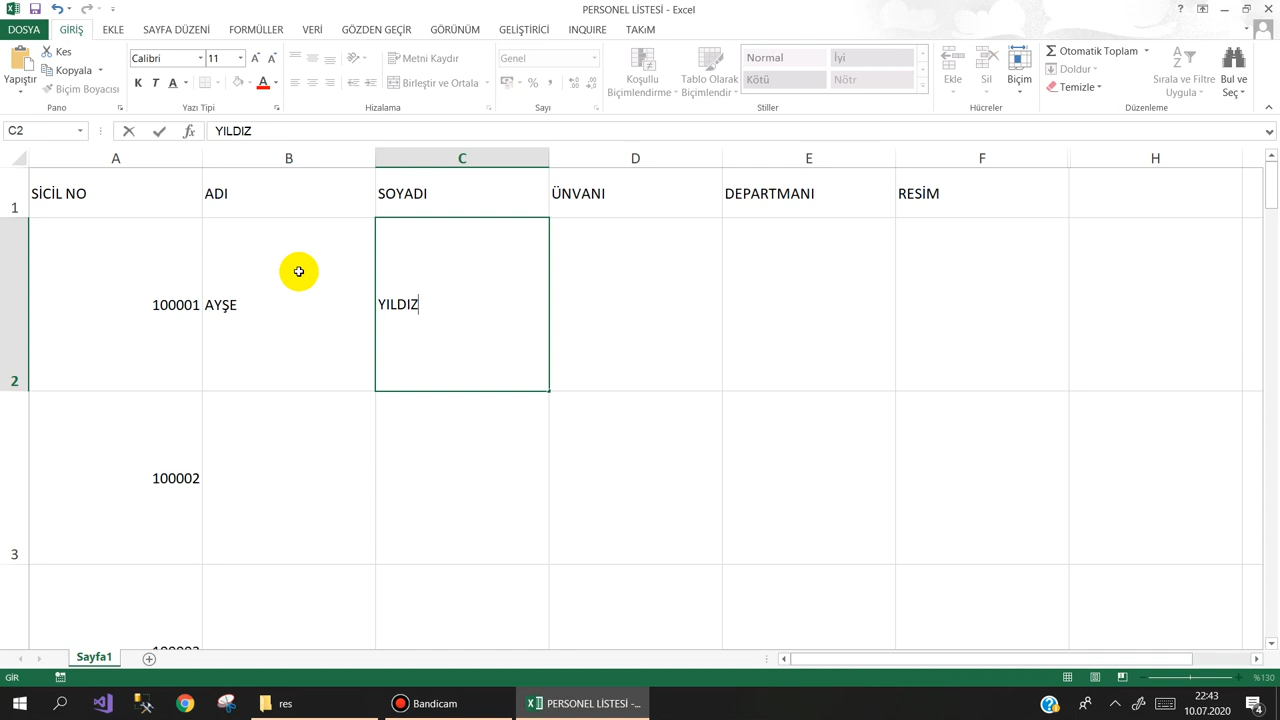 PERSONEL LİSTESİ - Excel
DOSYA GİRİŞ EKLE SAYFA DÜZENİ FORMÜLLER VERİ GÖZDEN GEÇİR GÖRÜNÜM GELİŞTİRİCİ INQUIRE TAKıM
Yapıştır
Kes
Kopyala
Biçim Boyacısı
Pano
Calibri 11
K T A
Yazı Tipi
Metni Kaydır
Birleştir ve Ortala
Hizalama
Genel
%
Sayı
Koşullu Biçimlendirme
Tablo Olarak Biçimlendir
Normal İyi
Kötü Nötr
Stiller
Ekle Sil Biçim
Hücreler
Otomatik Toplam
Doldur
Temizle
Sırala ve Filtre Uygula
Bul ve Seç
Düzenleme
C2 fx YILDIZ
A B C D E F H
1 SİCİL NO ADI SOYADI ÜNVANI DEPARTMANI RESİM
2 100001 AYŞE YILDIZ
3 100002
Sayfa1
GİR %130
res Bandicam PERSONEL LİSTESİ -...
22:43
10.07.2020
4